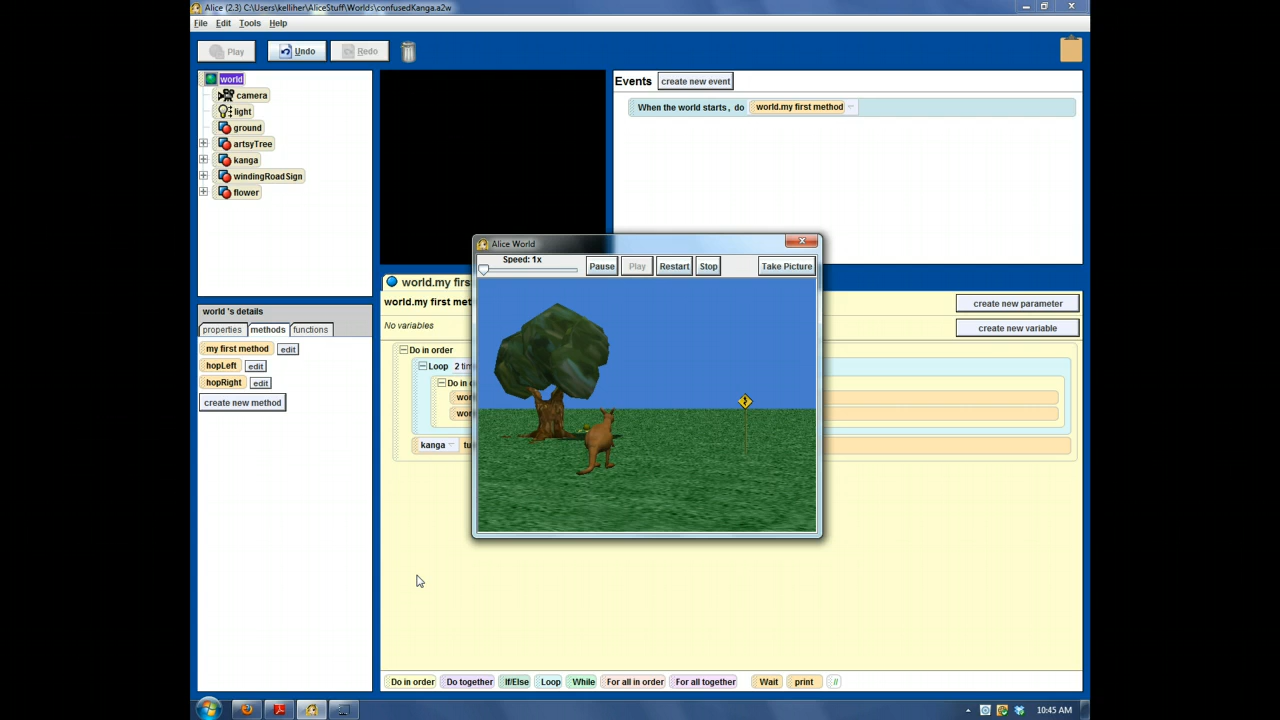 Alice (2.3) C:\Users\kelliher\AliceStuff\Worlds\confusedKanga.a2w
File Edit Tools Help
Play Undo Redo
world
camera
light
ground
artsyTree
kanga
windingRoadSign
flower
Events create new event
When the world starts, do world.my first method
world 's details
properties methods functions
my first method edit
hopLeft edit
hopRight edit
create new method
world.my firs
world.my first met
create new parameter
No variables
create new variable
Do in order
Loop 2 tim
Do in o
wor
wor
kanga tu
Alice World
Speed: 1x
Pause Play Restart Stop Take Picture
Do in order Do together If/Else Loop While For all in order For all together Wait print //
10:45 AM